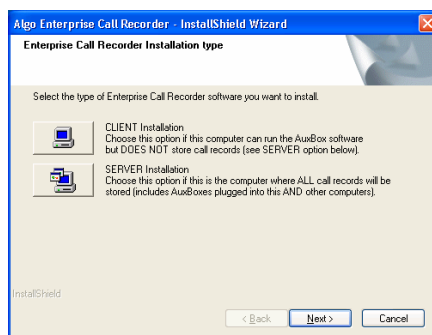 Algo Enterprise Call Recorder - InstallShield Wizard
Enterprise Call Recorder Installation type
Select the type of Enterprise Call Recorder software you want to install.
CLIENT Installation
Choose this option if this computer can run the AuxBox software
but DOES NOT store call records (see SERVER option below).
SERVER Installation
Choose this option if this is the computer where ALL call records will be
stored (includes AuxBoxes plugged into this AND other computers).
InstallShield
< Back
Next >
Cancel